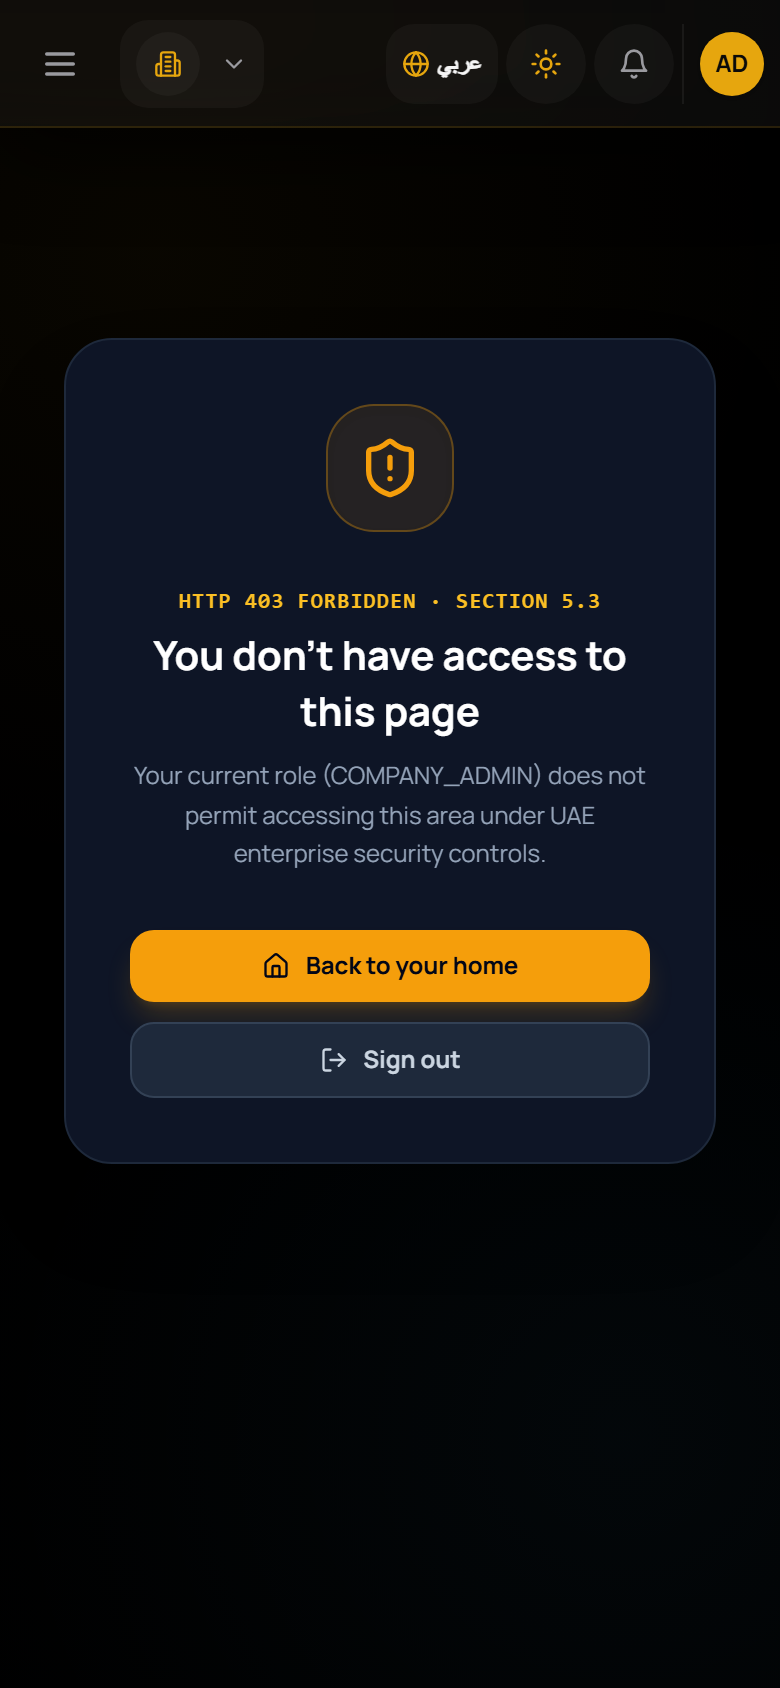 عربي
AD
HTTP 403 FORBIDDEN · SECTION 5.3
You don’t have access to
this page
Your current role (COMPANY_ADMIN) does not
permit accessing this area under UAE
enterprise security controls.
Back to your home
Sign out